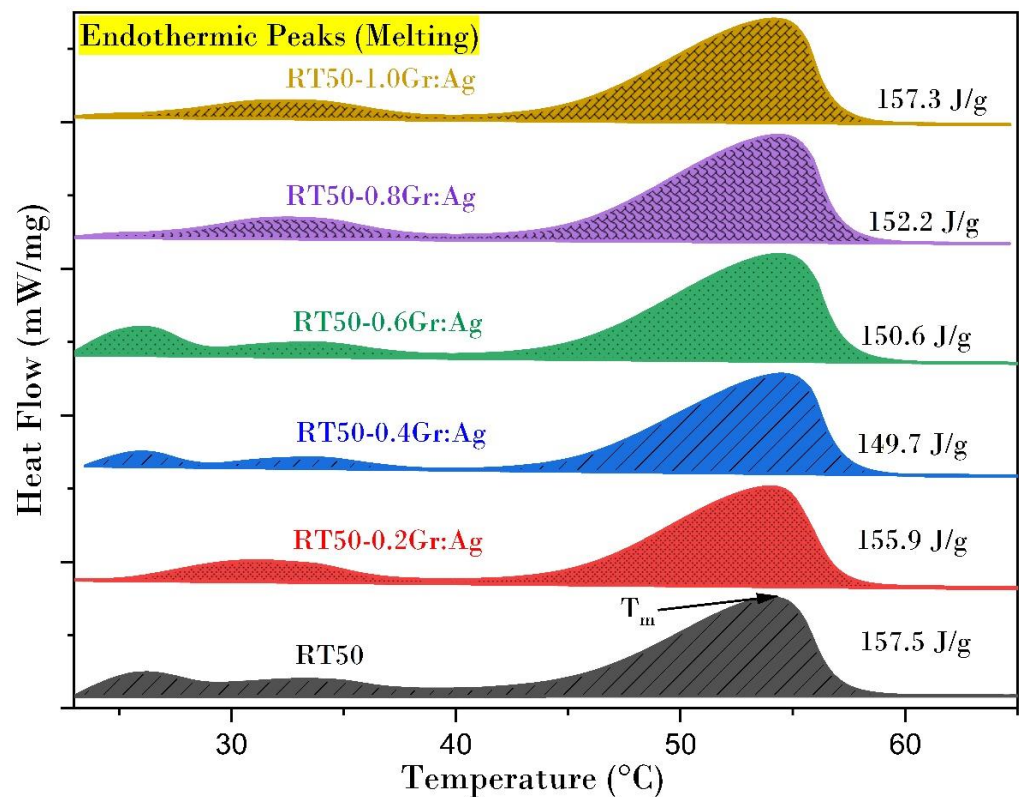 Endothermic Peaks (Melting)
RT50-1.0Gr:Ag
157.3 J/g
RT50-0.8Gr:Ag
152.2 J/g
RT50-0.6Gr:Ag
150.6 J/g
RT50-0.4Gr:Ag
149.7 J/g
RT50-0.2Gr:Ag
155.9 J/g
Tm
RT50
157.5 J/g
Heat Flow (mW/mg)
30 40 50 60
Temperature (°C)